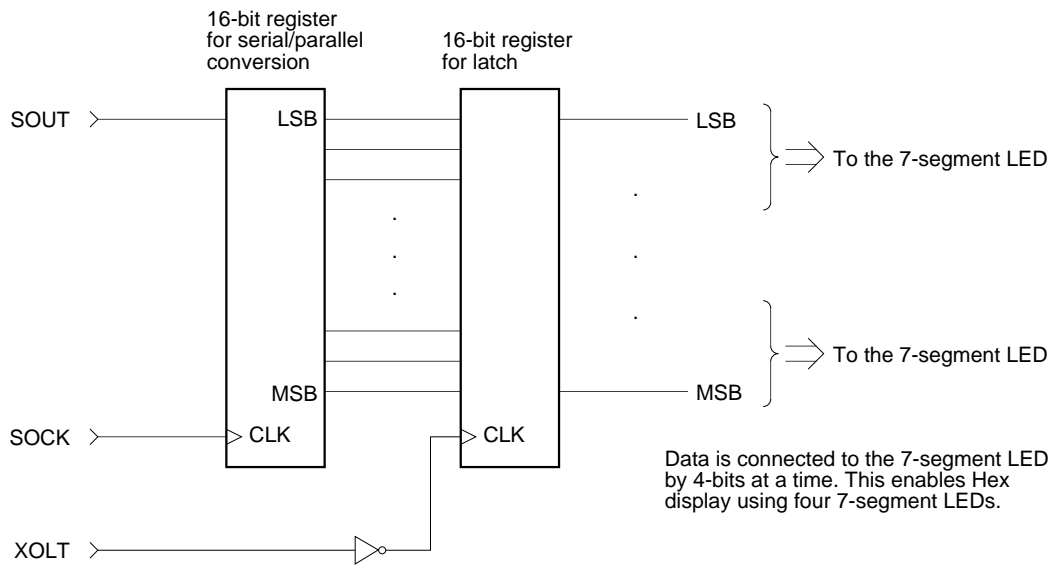 16-bit register
for serial/parallel
conversion
16-bit register
for latch
SOUT
LSB
LSB
To the 7-segment LED
To the 7-segment LED
MSB
MSB
SOCK
CLK
CLK
Data is connected to the 7-segment LED
by 4-bits at a time. This enables Hex
display using four 7-segment LEDs.
XOLT